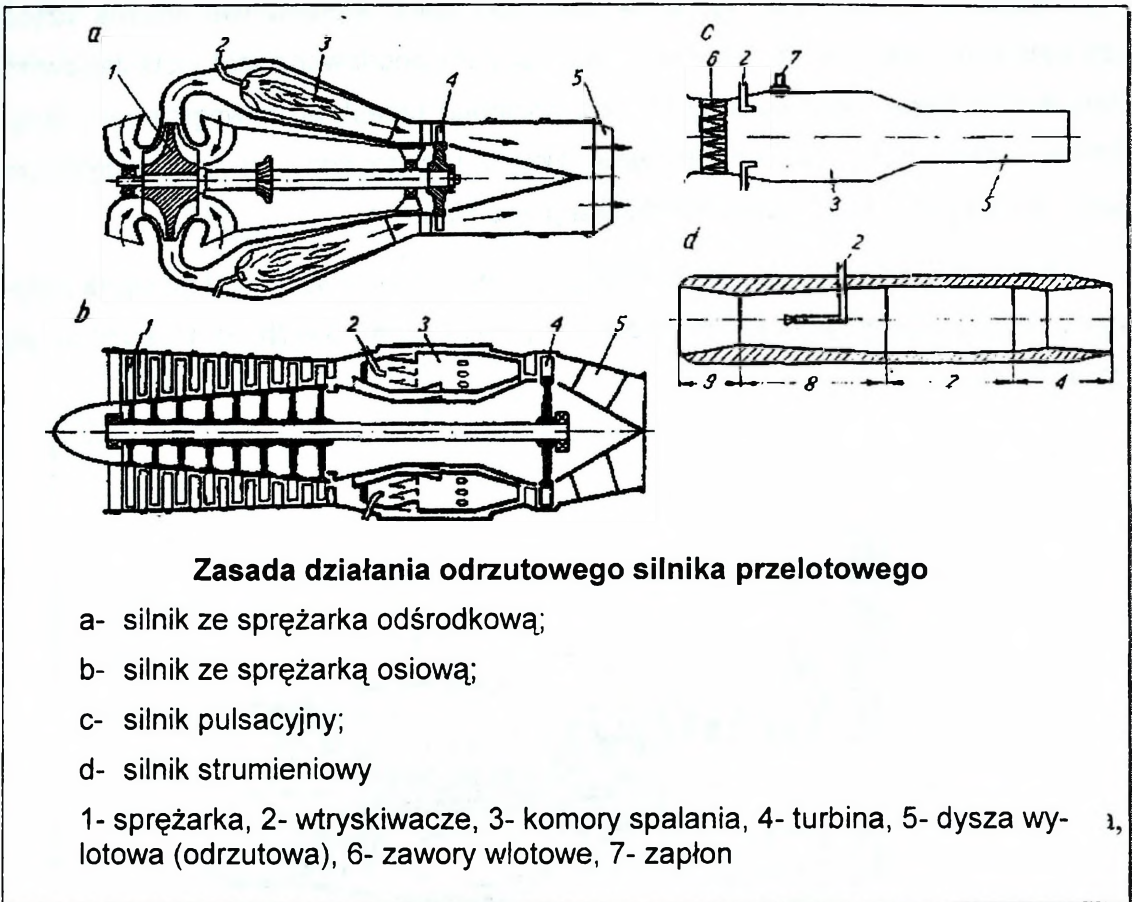 a
1
2
3
4
5
c
6 2 7
3
5
d
2
9 8 2 4
b
1
2
3
4
5
Zasada działania odrzutowego silnika przelotowego
a- silnik ze sprężarka odśrodkową;
b- silnik ze sprężarką osiową;
c- silnik pulsacyjny;
d- silnik strumieniowy
1- sprężarka, 2- wtryskiwacze, 3- komory spalania, 4- turbina, 5- dysza wy-
lotowa (odrzutowa), 6- zawory wlotowe, 7- zapłon